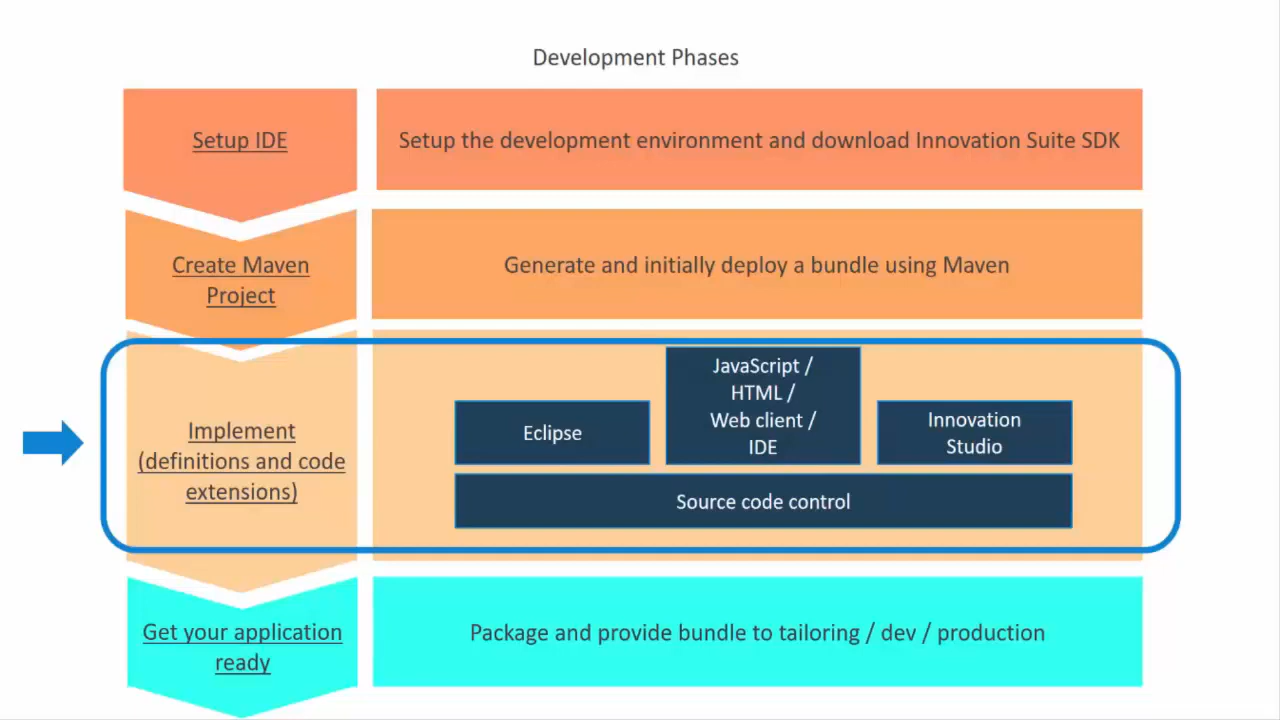 Development Phases
Setup IDE
Setup the development environment and download Innovation Suite SDK
Create Maven
Project
Generate and initially deploy a bundle using Maven
Implement
(definitions and code
extensions)
Eclipse
JavaScript /
HTML /
Web client /
IDE
Innovation
Studio
Source code control
Get your application
ready
Package and provide bundle to tailoring / dev / production